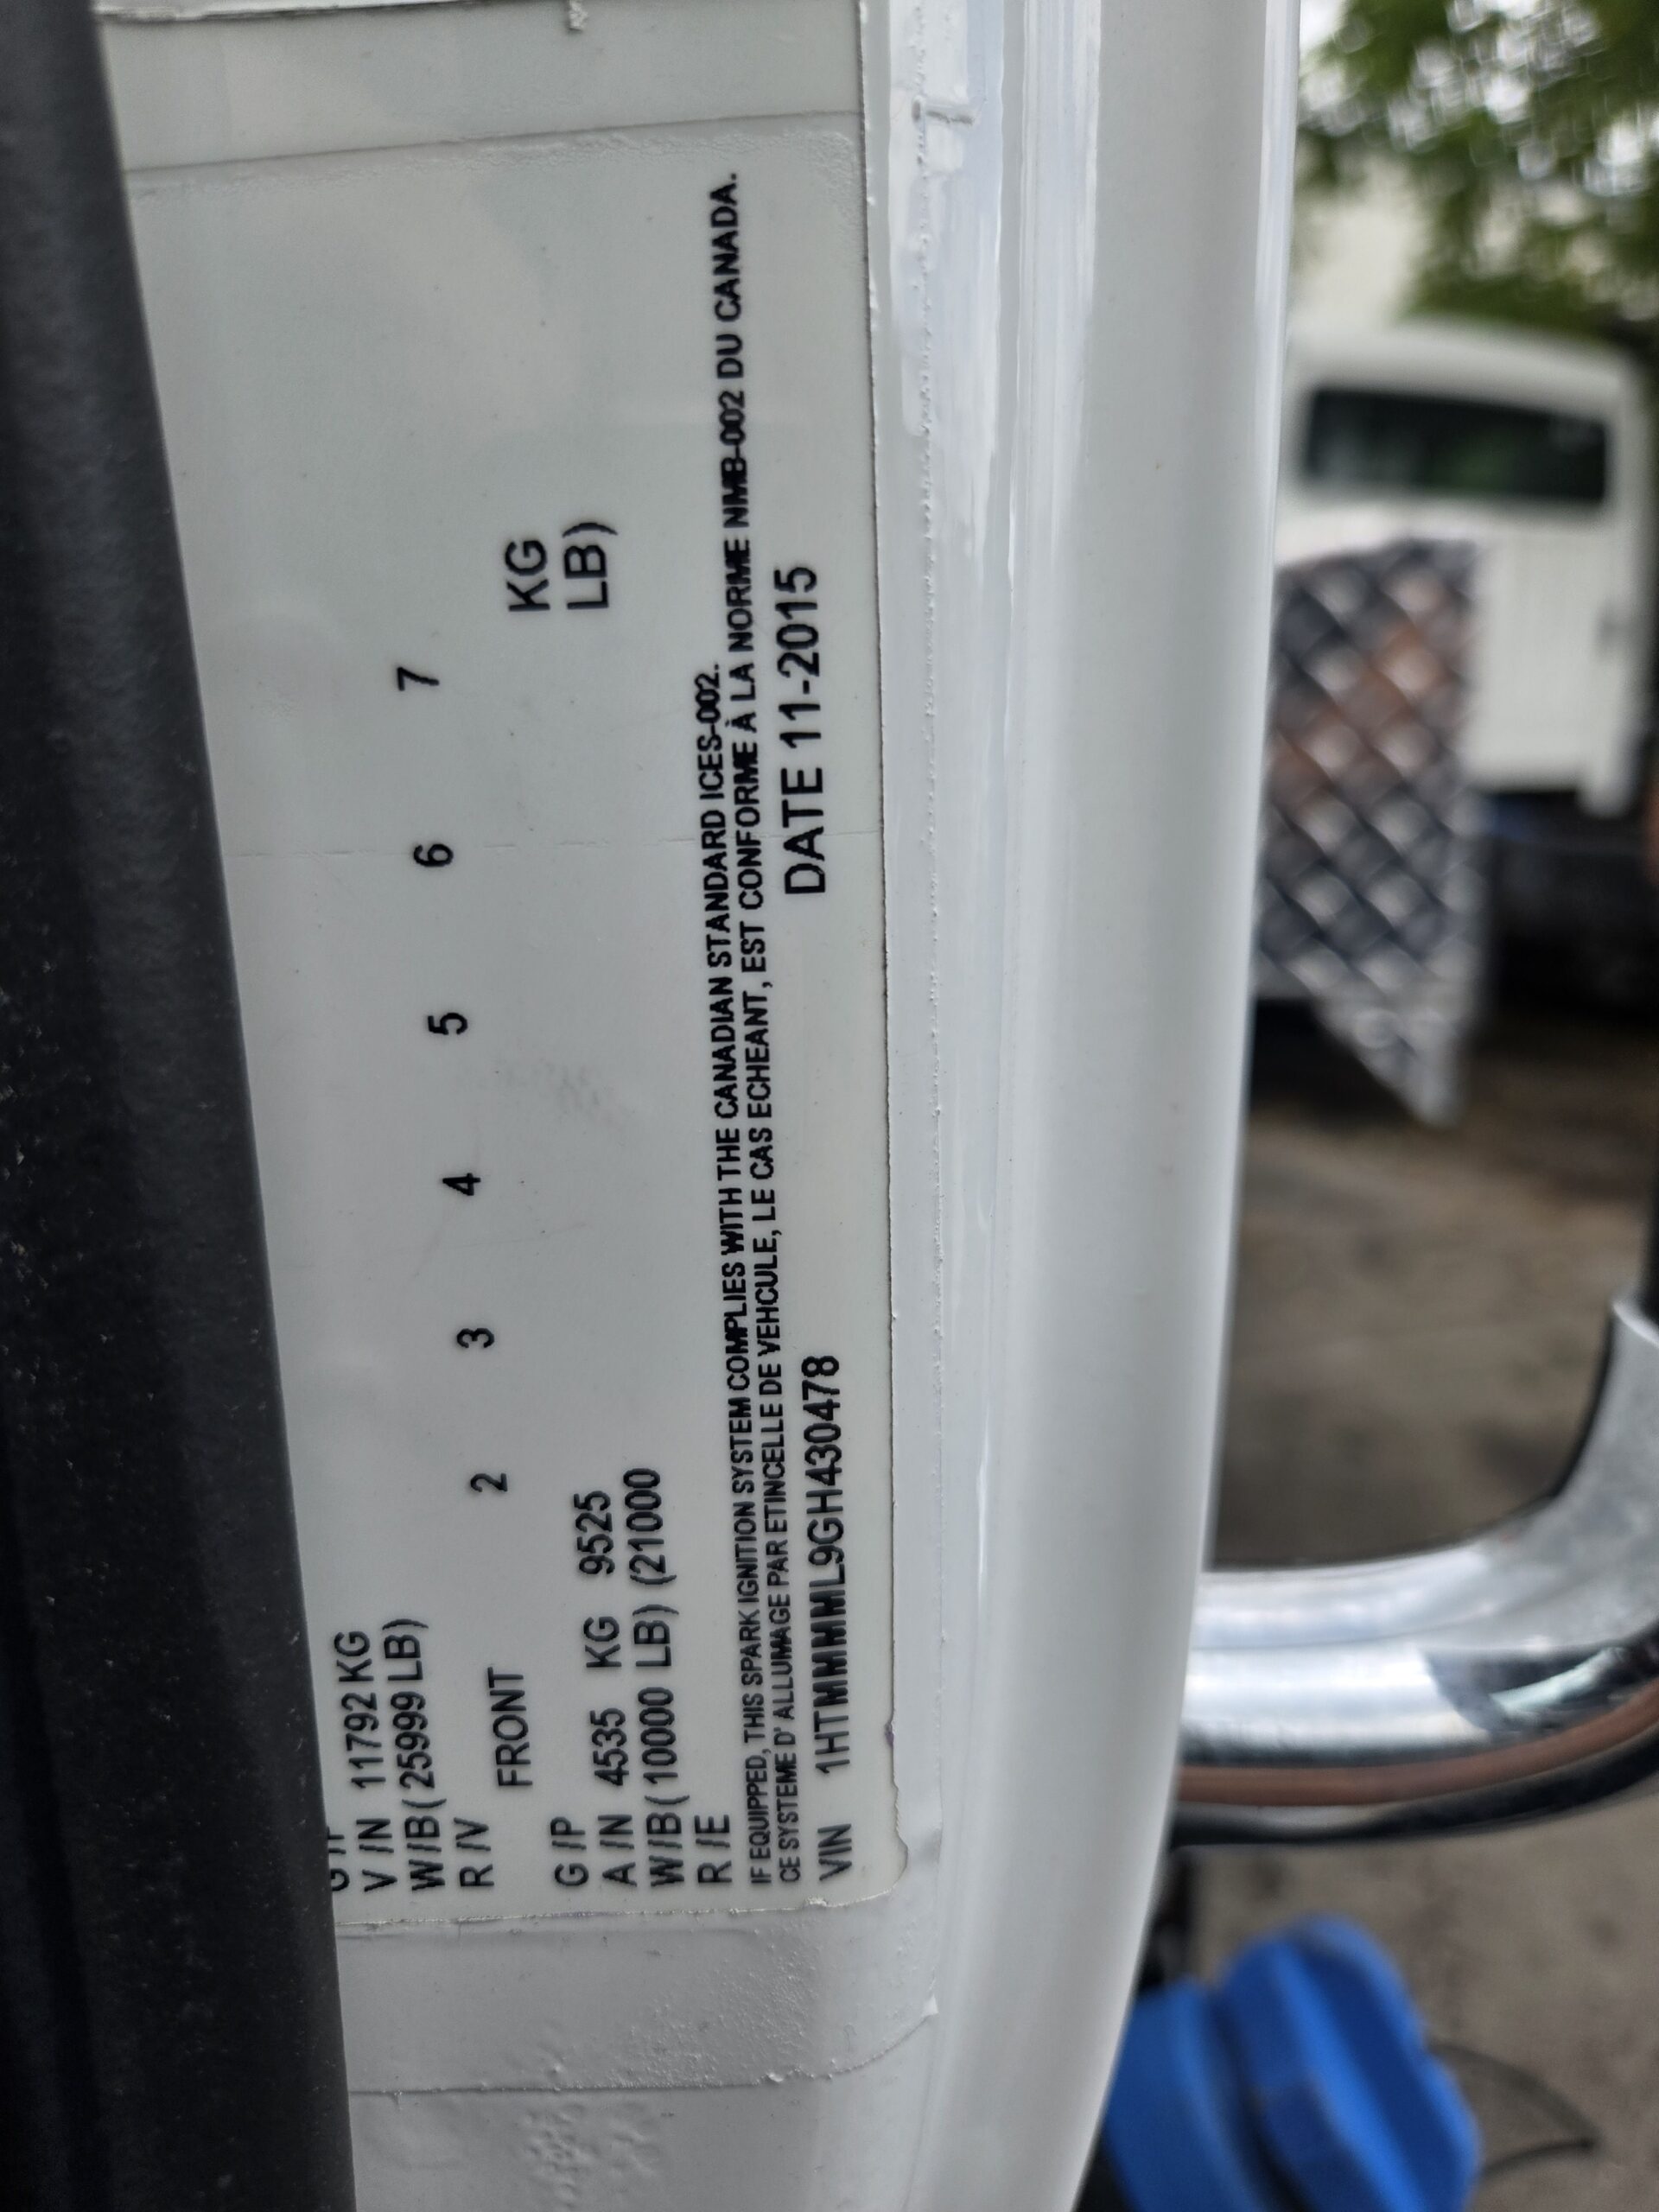 V/N 11792 KG
W/B(25999 LB)
R/V 2 3 4 5 6 7
FRONT KG
LB)
G/P
A/N 4535 KG 9525
W/B(10000 LB) (21000
R/E
IF EQUIPPED, THIS SPARK IGNITION SYSTEM COMPLIES WITH THE CANADIAN STANDARD ICES-002.
CE SYSTEME D' ALLUMAGE PAR ETINCELLE DE VEHCULE, LE CAS ECHEANT, EST CONFORME À LA NORME NMB-002 DU CANADA.
VIN 1HTMMMML9GH430478 DATE 11-2015